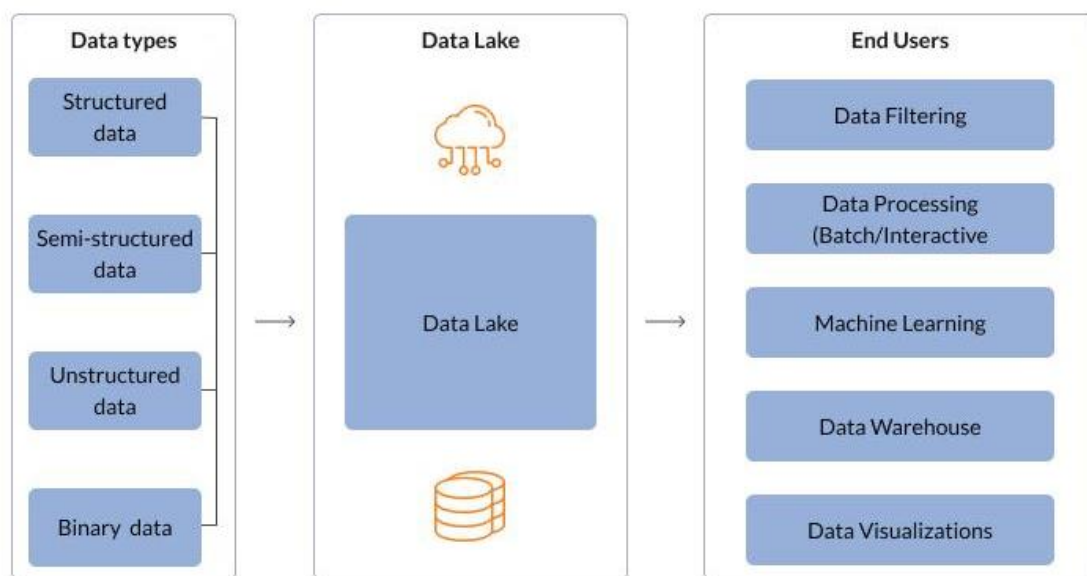 Data types
Structured
data
Semi-structured
data
Unstructured
data
Binary data
Data Lake
Data Lake
End Users
Data Filtering
Data Processing
(Batch/Interactive
Machine Learning
Data Warehouse
Data Visualizations